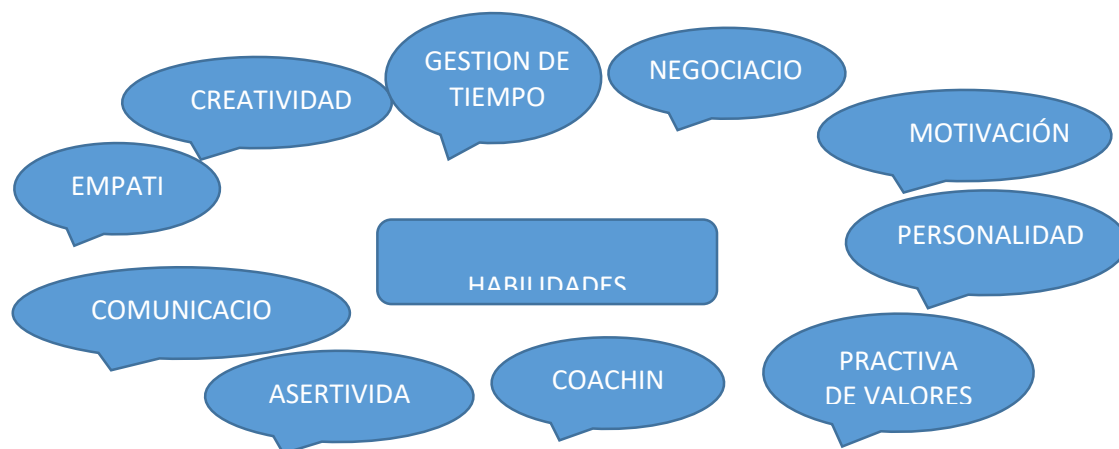 GESTION DE
TIEMPO
NEGOCIACIO
CREATIVIDAD
MOTIVACIÓN
EMPATI
PERSONALIDAD
HABILIDADES
COMUNICACIO
PRACTIVA
DE VALORES
COACHIN
ASERTIVIDA